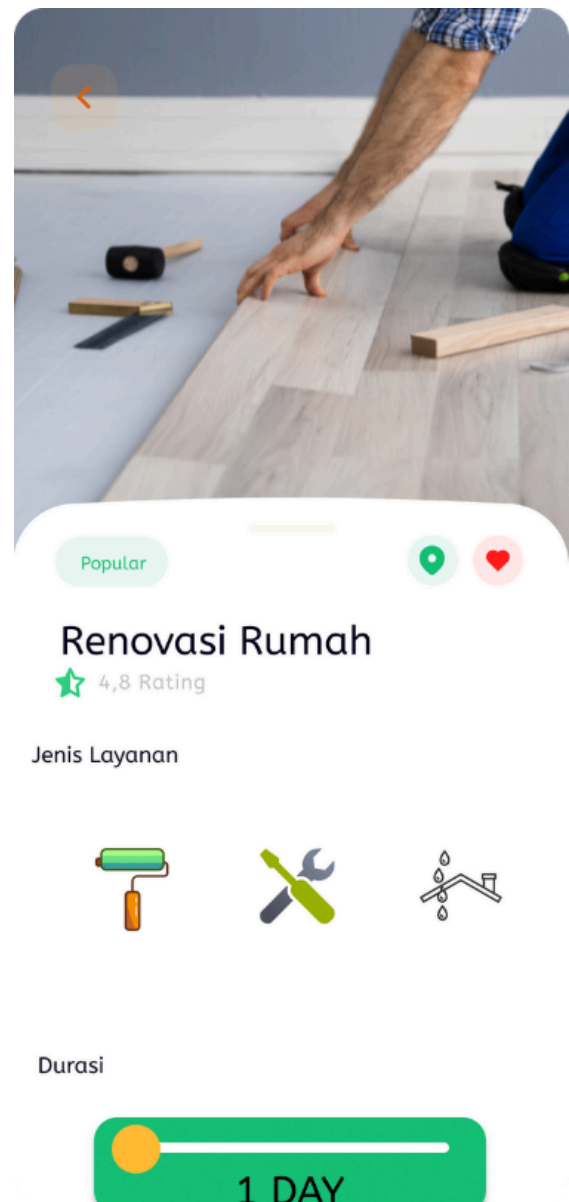 Popular
Renovasi Rumah
4,8 Rating
Jenis Layanan
Durasi
1 DAY